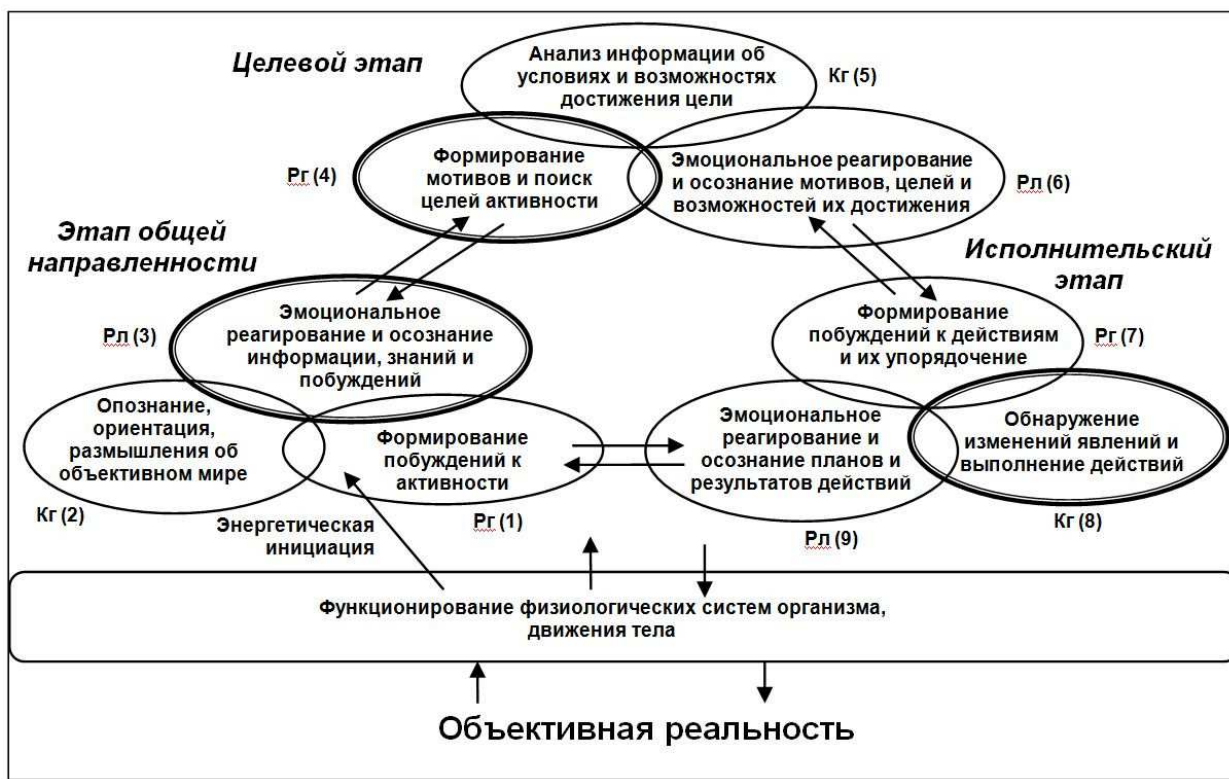 Целевой этап
Анализ информации об
условиях и возможностях
достижения цели
Кг (5)
Рг (4)
Формирование
мотивов и поиск
целей активности
Эмоциональное реагирование
и осознание мотивов, целей и
возможностей их достижения
Рл (6)
Этап общей
направленности
Исполнительский
этап
Рл (3)
Эмоциональное
реагирование и осознание
информации, знаний и
побуждений
Формирование
побуждений к действиям
и их упорядочение
Рг (7)
Опознание,
ориентация,
размышления об
объективном мире
Кг (2)
Формирование
побуждений к
активности
Рг (1)
Эмоциональное
реагирование и
осознание планов и
результатов действий
Рл (9)
Обнаружение
изменений явлений и
выполнение действий
Кг (8)
Энергетическая
инициация
Функционирование физиологических систем организма,
движения тела
Объективная реальность